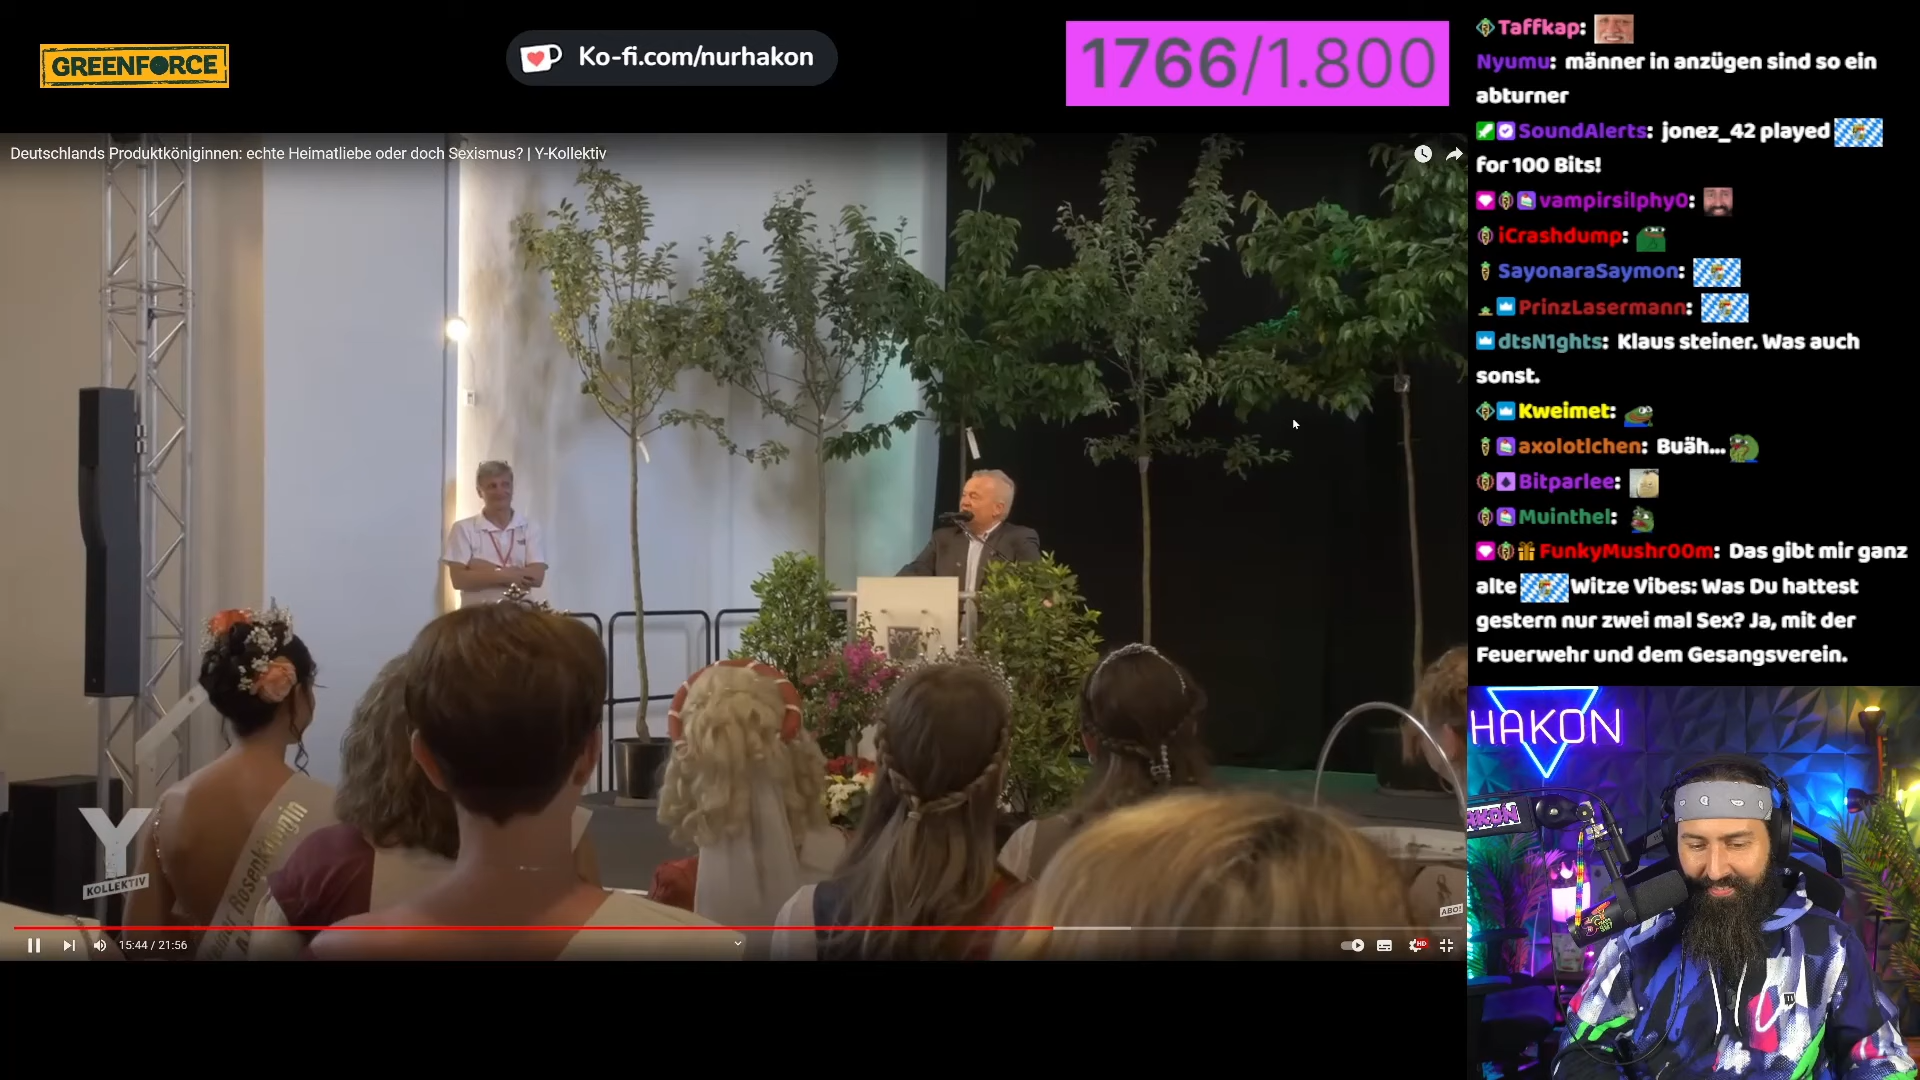 GREENFORCE
Ko-fi.com/nurhakon
1766/1.800
Deutschlands Produktköniginnen: echte Heimatliebe oder doch Sexismus? | Y-Kollektiv
Rosenkönigin
Y
KOLLEKTIV
ABO!
15:44 / 21:56
HD
Taffkap:
Nyumu: männer in anzügen sind so ein
abturner
SoundAlerts: jonez_42 played
for 100 Bits!
vampirsilphy0:
iCrashdump:
SayonaraSaymon:
PrinzLasermann:
dtsN1ghts: Klaus steiner. Was auch
sonst.
Kweimet:
axolotlchen: Buäh...
Bitparlee:
Muinthel:
FunkyMushr00m: Das gibt mir ganz
alte Witze Vibes: Was Du hattest
gestern nur zwei mal Sex? Ja, mit der
Feuerwehr und dem Gesangsverein.
HAKON